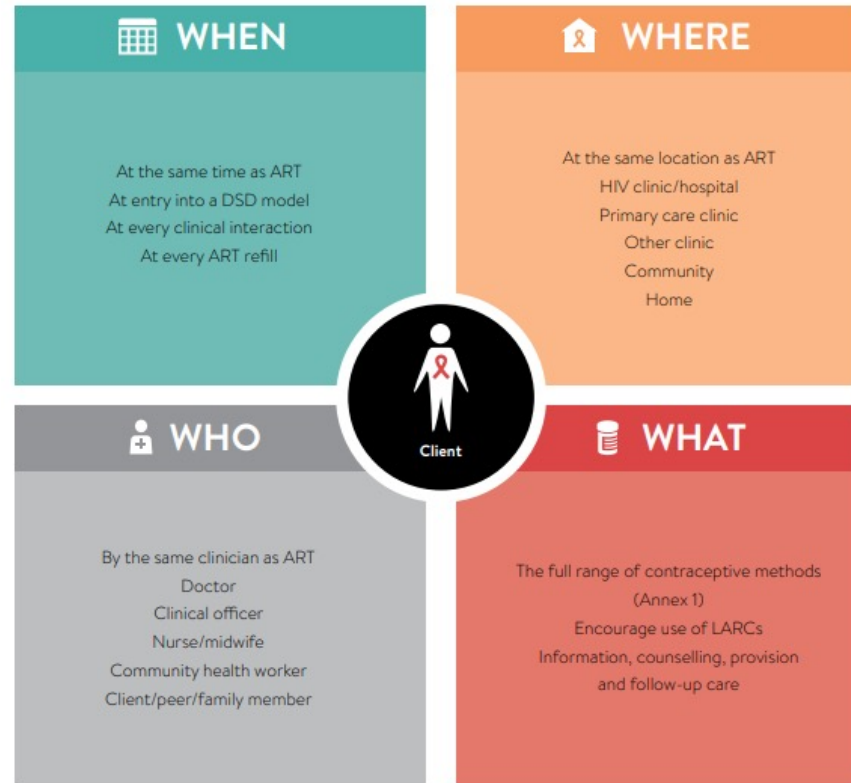 WHEN
At the same time as ART
At entry into a DSD model
At every clinical interaction
At every ART refill
WHERE
At the same location as ART
HIV clinic/hospital
Primary care clinic
Other clinic
Community
Home
Client
WHO
By the same clinician as ART
Doctor
Clinical officer
Nurse/midwife
Community health worker
Client/peer/family member
WHAT
The full range of contraceptive methods
(Annex 1)
Encourage use of LARCs
Information, counselling, provision
and follow-up care